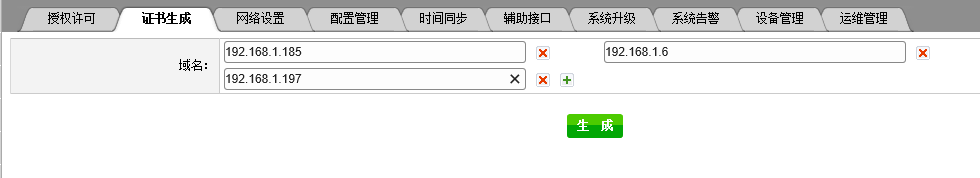 授权许可 证书生成 网络设置 配置管理 时间同步 辅助接口 系统升级 系统告警 设备管理 运维管理
192.168.1.185 192.168.1.6
域名:
192.168.1.197
生 成